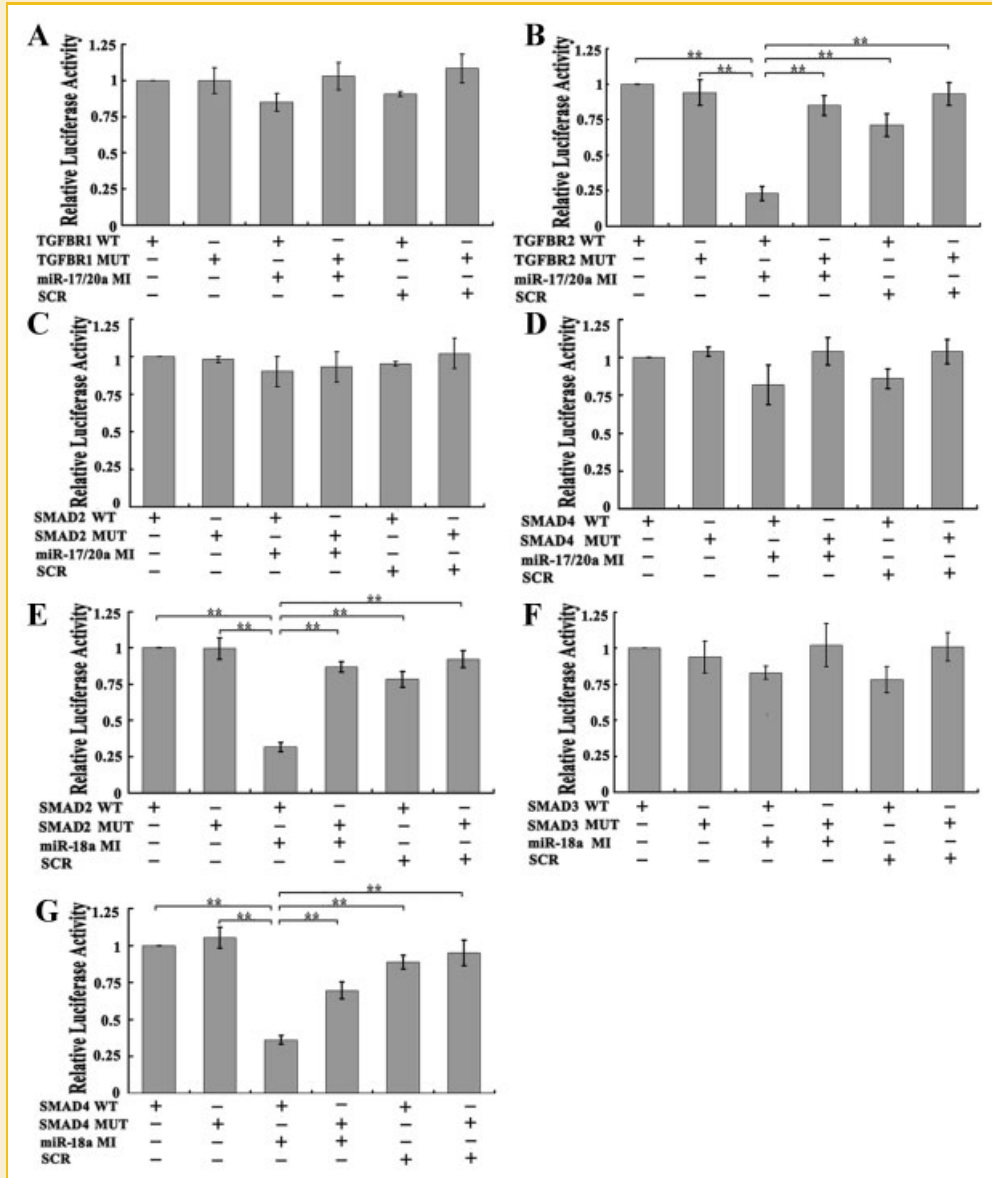 A
Relative Luciferase Activity
1.25
1
0.75
0.5
0.25
0
TGFBR1 WT + − + − + −
TGFBR1 MUT − + − + − +
miR-17/20a MI − − + + − −
SCR − − − − + +
B
Relative Luciferase Activity
1.25
1
0.75
0.5
0.25
0
** ** ** ** **
TGFBR2 WT + − + − + −
TGFBR2 MUT − + − + − +
miR-17/20a MI − − + + − −
SCR − − − − + +
C
Relative Luciferase Activity
1.25
1
0.75
0.5
0.25
0
SMAD2 WT + − + − + −
SMAD2 MUT − + − + − +
miR-17/20a MI − − + + − −
SCR − − − − + +
D
Relative Luciferase Activity
1.25
1
0.75
0.5
0.25
0
SMAD4 WT + − + − + −
SMAD4 MUT − + − + − +
miR-17/20a MI − − + + − −
SCR − − − − + +
E
Relative Luciferase Activity
1.25
1
0.75
0.5
0.25
0
** ** ** ** **
SMAD2 WT + − + − + −
SMAD2 MUT − + − + − +
miR-18a MI − − + + − −
SCR − − − − + +
F
Relative Luciferase Activity
1.25
1
0.75
0.5
0.25
0
SMAD3 WT + − + − + −
SMAD3 MUT − + − + − +
miR-18a MI − − + + − −
SCR − − − − + +
G
Relative Luciferase Activity
1.25
1
0.75
0.5
0.25
0
** ** ** ** **
SMAD4 WT + − + − + −
SMAD4 MUT − + − + − +
miR-18a MI − − + + − −
SCR − − − − + +